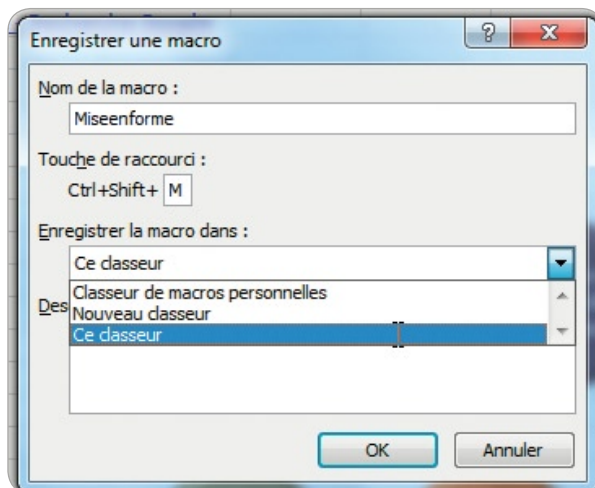 Enregistrer une macro
Nom de la macro :
Miseenforme
Touche de raccourci :
Ctrl+Shift+ M
Enregistrer la macro dans :
Ce classeur
Classeur de macros personnelles
Nouveau classeur
Ce classeur
Des
OK Annuler